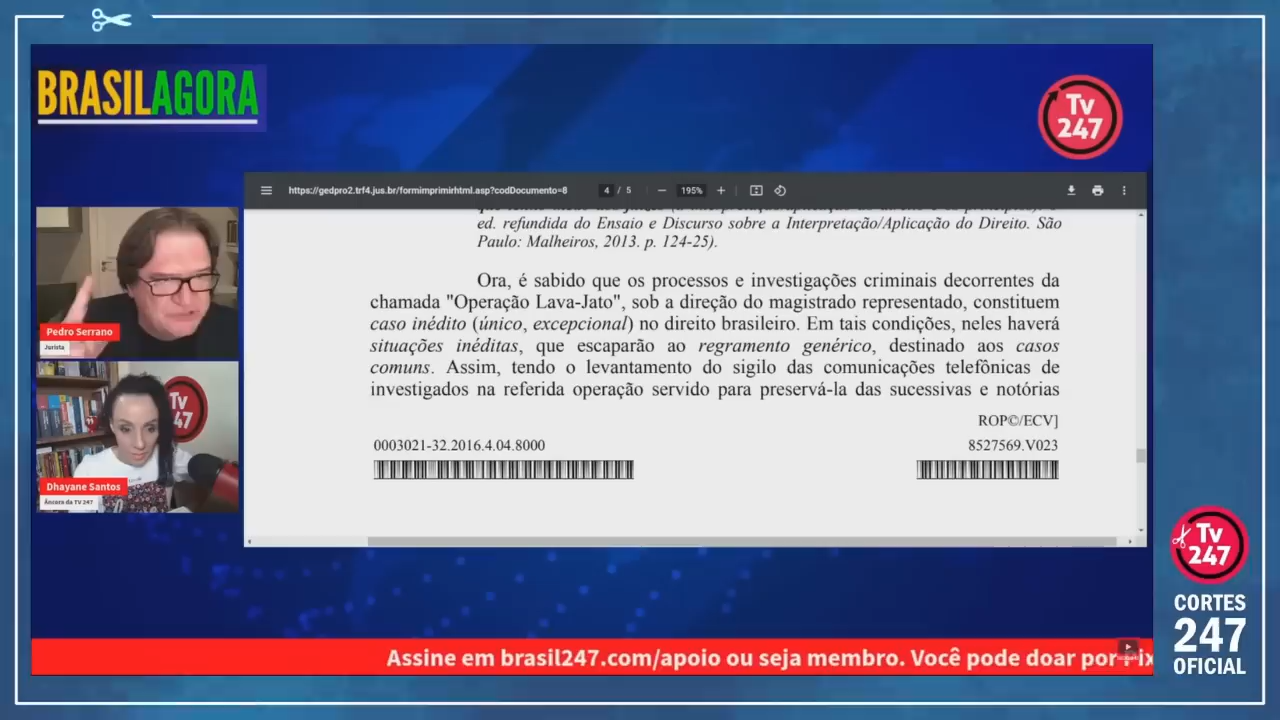 BRASILAGORA
Tv
247
https://gedpro2.trf4.jus.br/formimprimirhtml.asp?codDocumento=8
4 / 5
195%
ed. refundida do Ensaio e Discurso sobre a Interpretação/Aplicação do Direito. São
Paulo: Malheiros, 2013. p. 124-25).
Ora, é sabido que os processos e investigações criminais decorrentes da
chamada "Operação Lava-Jato", sob a direção do magistrado representado, constituem
caso inédito (único, excepcional) no direito brasileiro. Em tais condições, neles haverá
situações inéditas, que escaparão ao regramento genérico, destinado aos casos
comuns. Assim, tendo o levantamento do sigilo das comunicações telefônicas de
investigados na referida operação servido para preservá-la das sucessivas e notórias
ROP©/ECV]
0003021-32.2016.4.04.8000
8527569.V023
Pedro Serrano
Jurista
Tv
247
Dhayane Santos
Âncora da TV 247
Tv
247
CORTES
247
OFICIAL
Assine em brasil247.com/apoio ou seja membro. Você pode doar por Pix